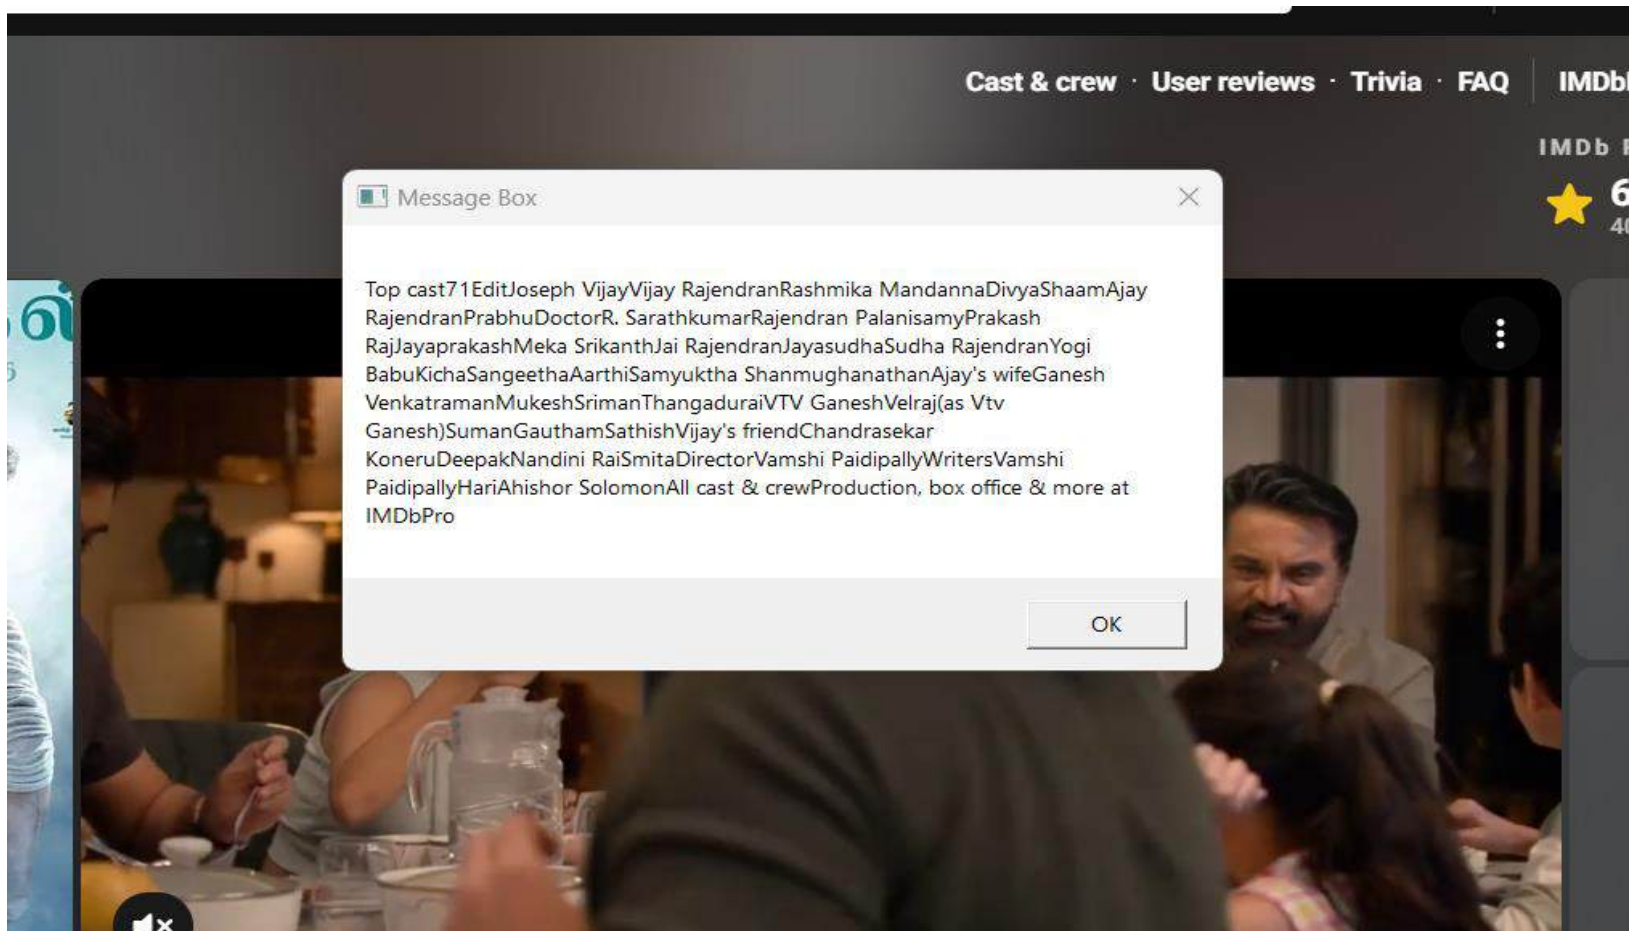 Cast & crew · User reviews · Trivia · FAQ
IMDb
Message Box
Top cast71EditJoseph VijayVijay RajendranRashmika MandannaDivyaShaamAjay
RajendranPrabhuDoctorR. SarathkumarRajendran PalanisamyPrakash
RajJayaprakashMeka SrikanthJai RajendranJayasudhaSudha RajendranYogi
BabuKichaSangeethaAarthiSamyuktha ShanmughanathanAjay's wifeGanesh
VenkatramanMukeshSrimanThangaduraiVTV GaneshVelraj(as Vtv
Ganesh)SumanGauthamSathishVijay's friendChandrasekar
KoneruDeepakNandini RaiSmitaDirectorVamshi PaidipallyWritersVamshi
PaidipallyHariAhishor SolomonAll cast & crewProduction, box office & more at
IMDbPro
OK